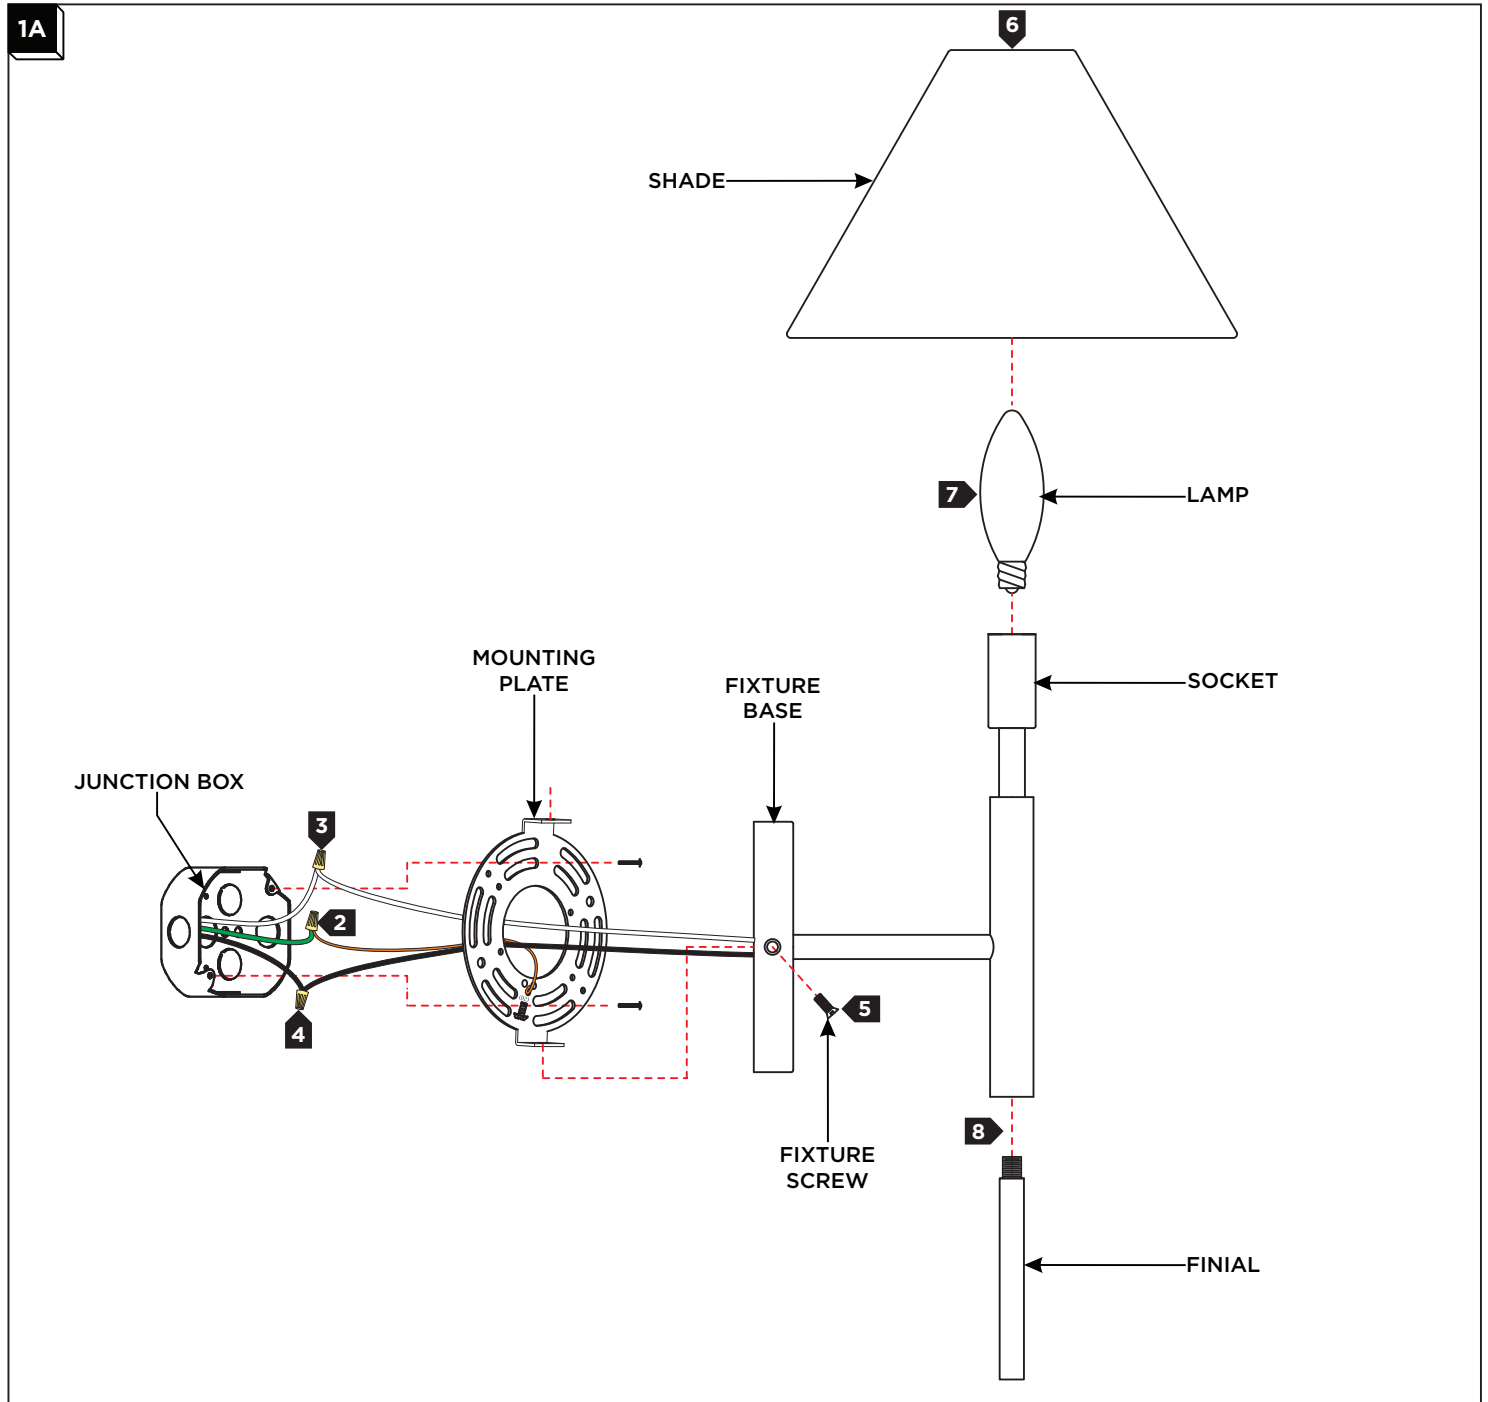 1A
6
SHADE
7
LAMP
MOUNTING
PLATE
FIXTURE
BASE
SOCKET
JUNCTION BOX
3
2
4
5
8
FIXTURE
SCREW
FINIAL